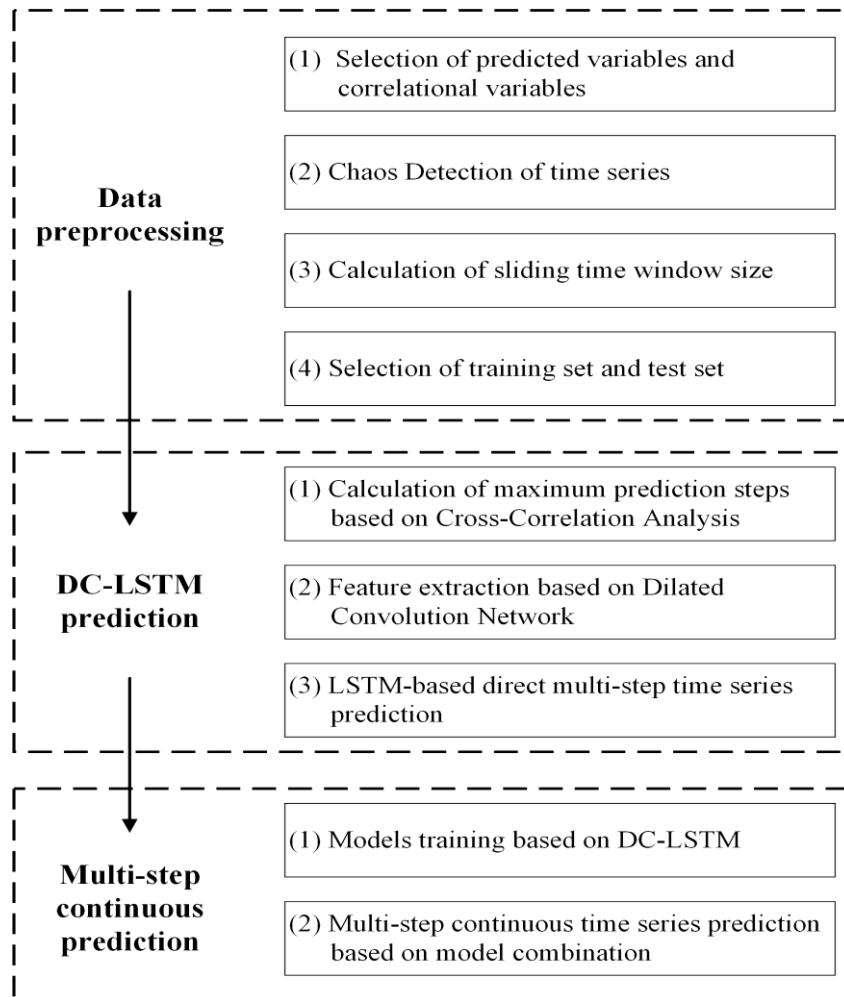 (1) Selection of predicted variables and
correlational variables
(2) Chaos Detection of time series
Data
preprocessing
(3) Calculation of sliding time window size
(4) Selection of training set and test set
(1) Calculation of maximum prediction steps
based on Cross-Correlation Analysis
DC-LSTM
prediction
(2) Feature extraction based on Dilated
Convolution Network
(3) LSTM-based direct multi-step time series
prediction
(1) Models training based on DC-LSTM
Multi-step
continuous
prediction
(2) Multi-step continuous time series prediction
based on model combination